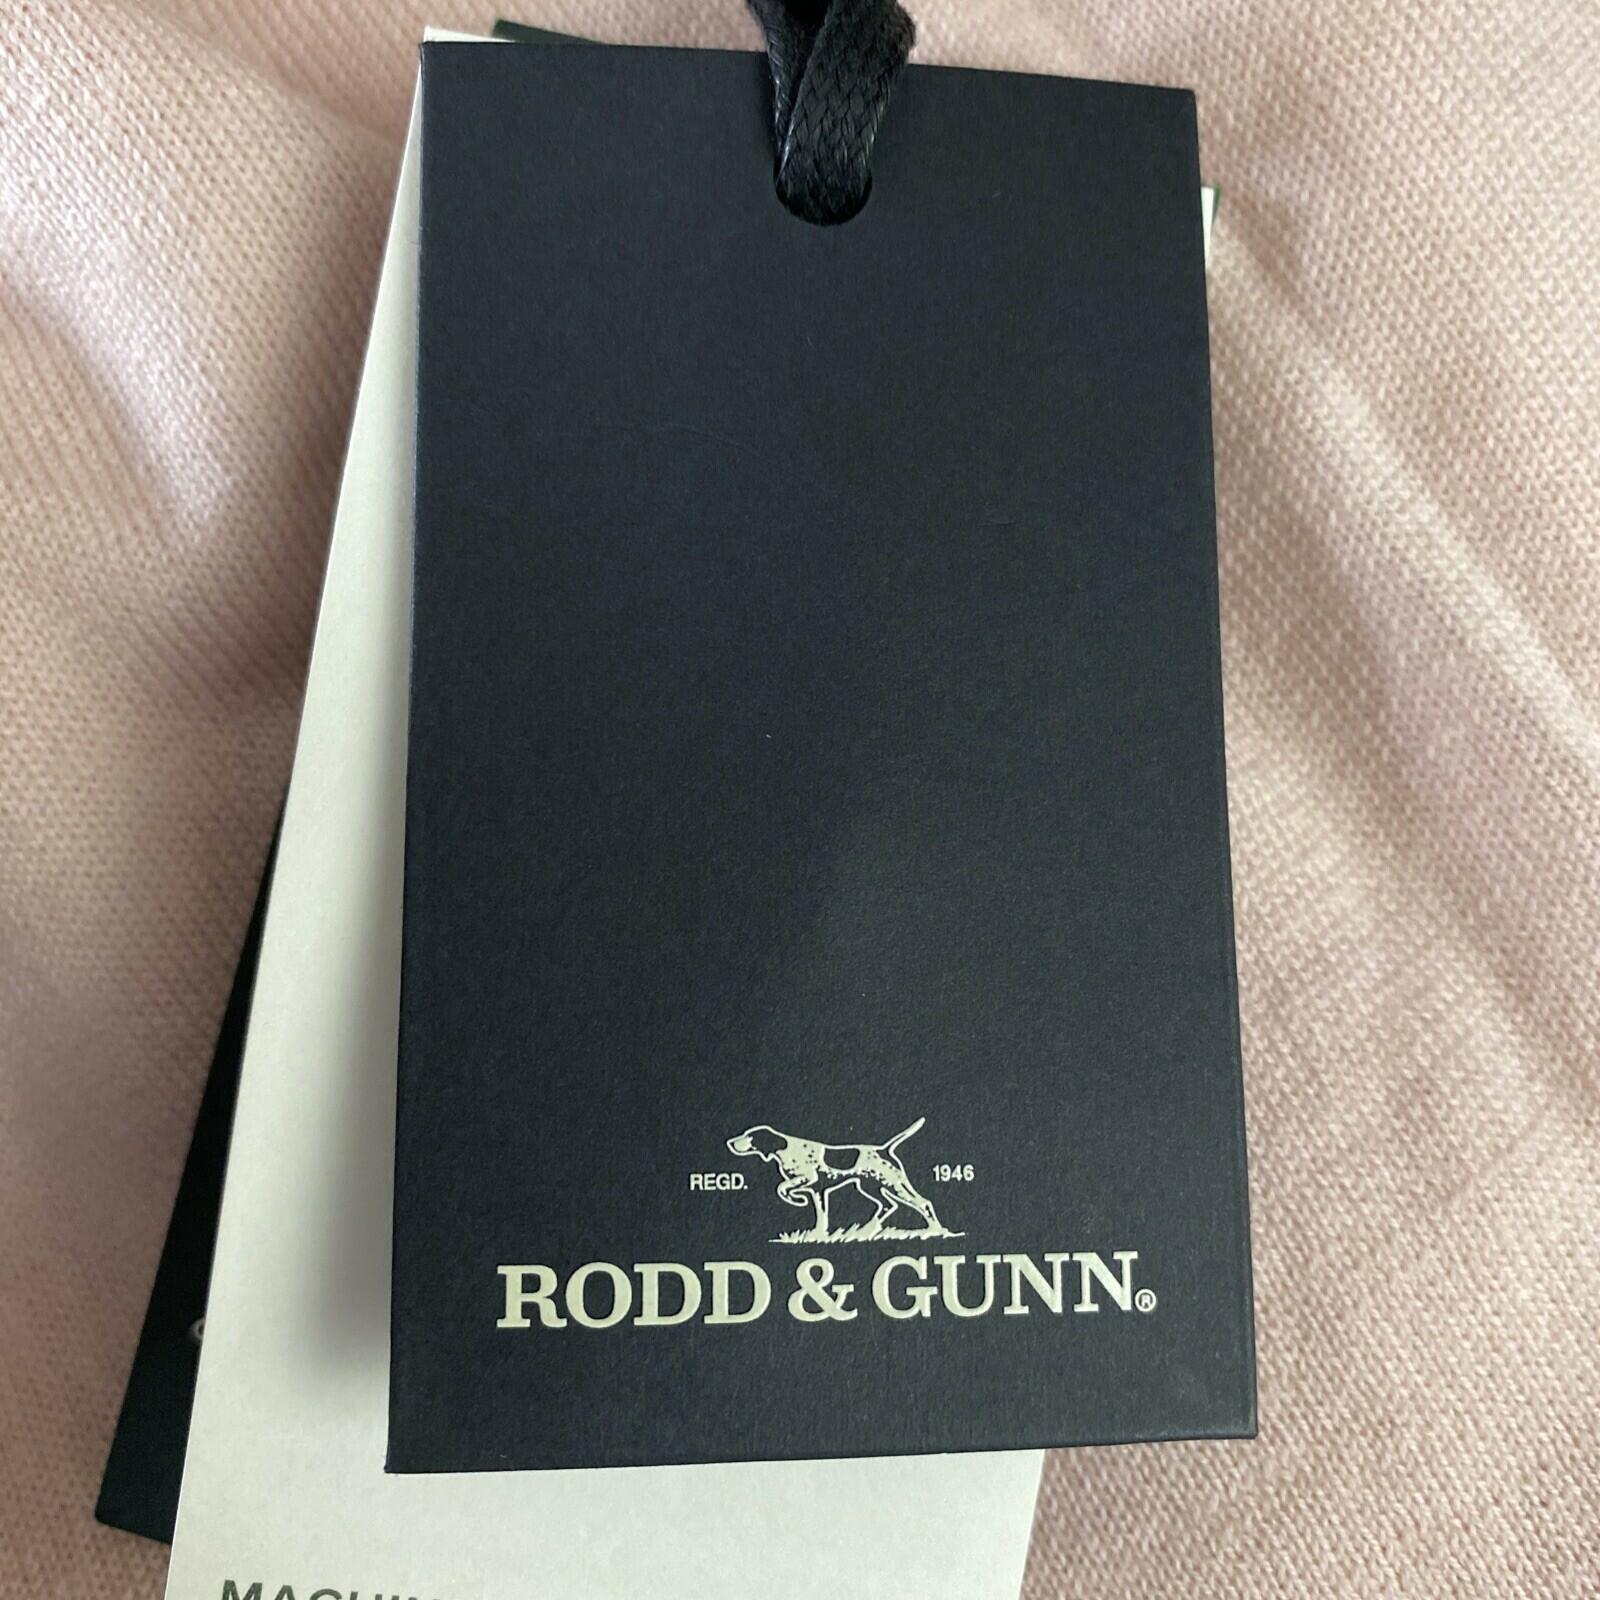 REGD. 1946
RODD & GUNN®